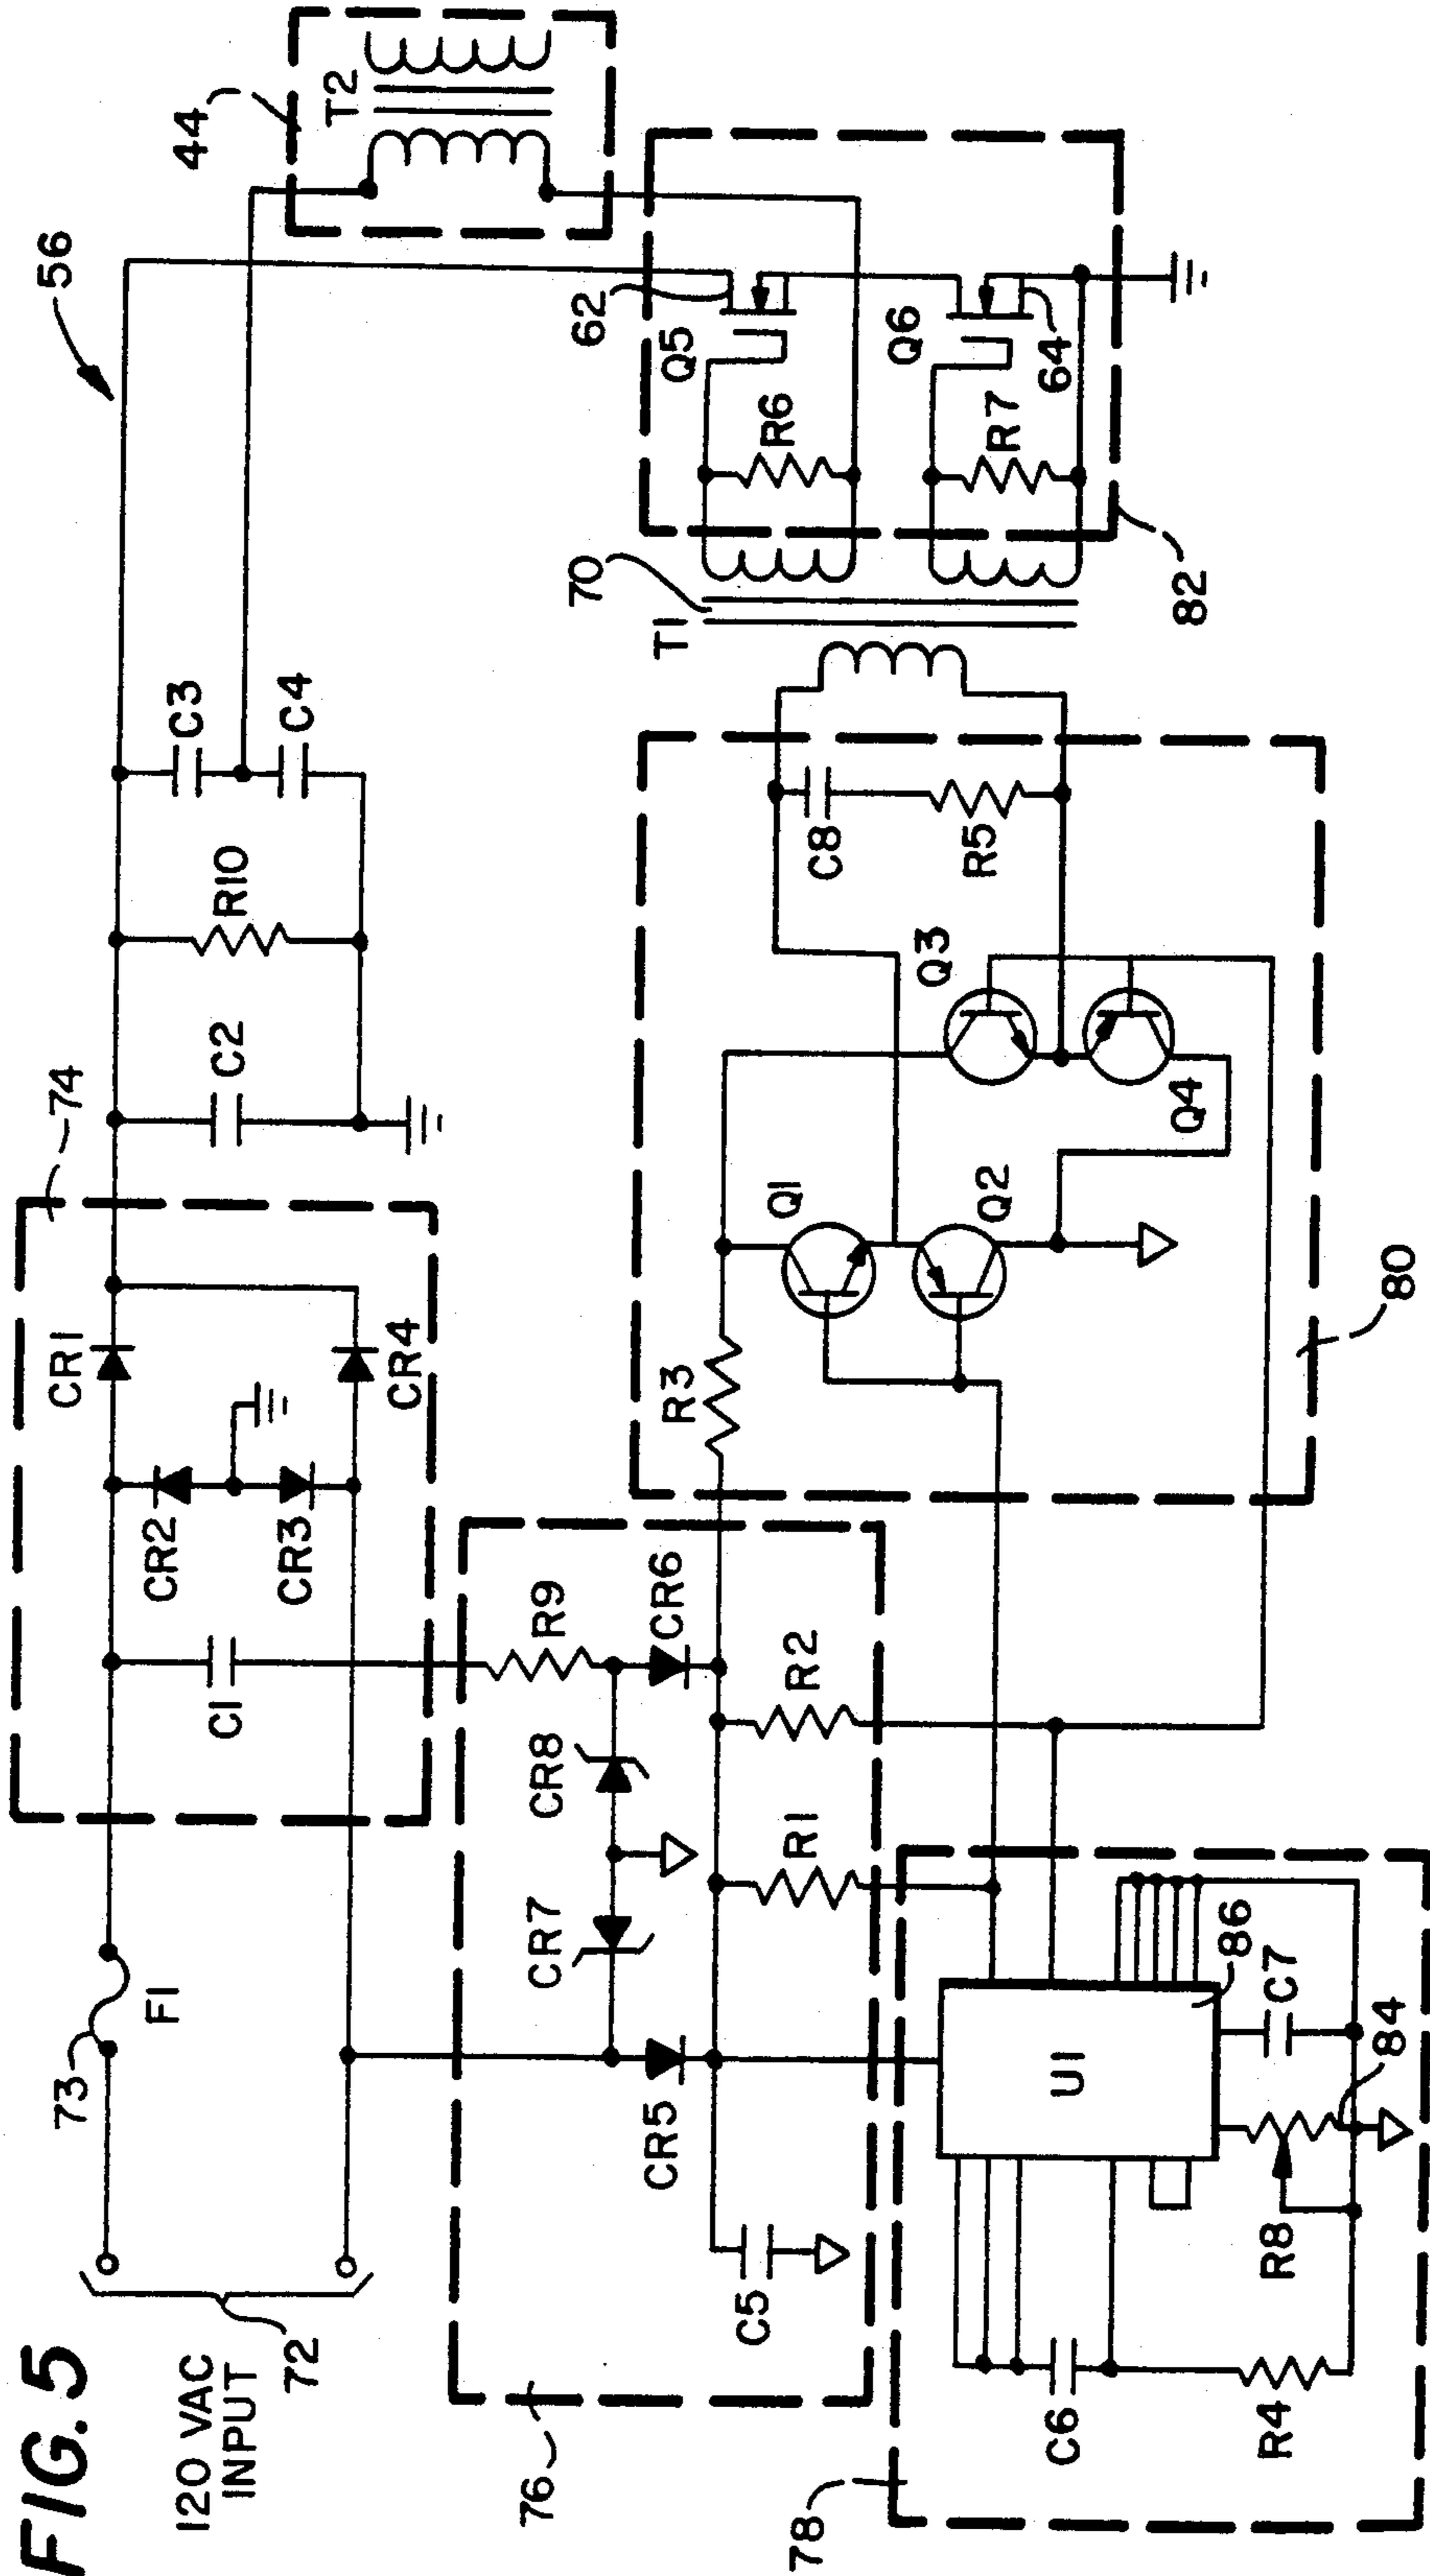 FIG. 5
120 VAC
INPUT
72
73
F1
74
C1
CR1
CR2
CR3
CR4
C2
R10
C3
C4
56
44
T2
76
C5
CR5
CR7
CR8
R9
CR6
R1
R2
78
C6
R4
R8
84
U1
C7
86
80
R3
Q1
Q2
Q3
Q4
C8
R5
T1
70
82
R6
R7
Q5
62
Q6
64